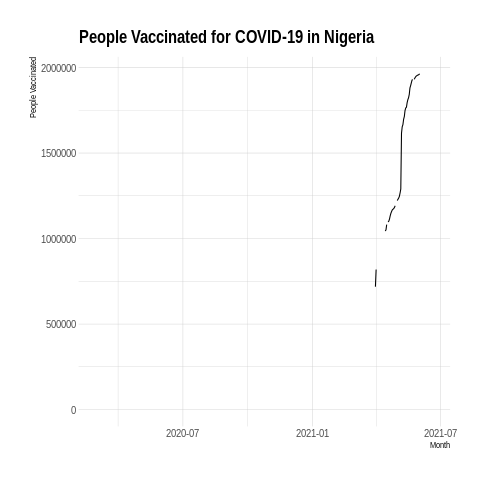 People Vaccinated for COVID-19 in Nigeria
People Vaccinated
2000000
1500000
1000000
500000
0
2020-07
2021-01
2021-07
Month